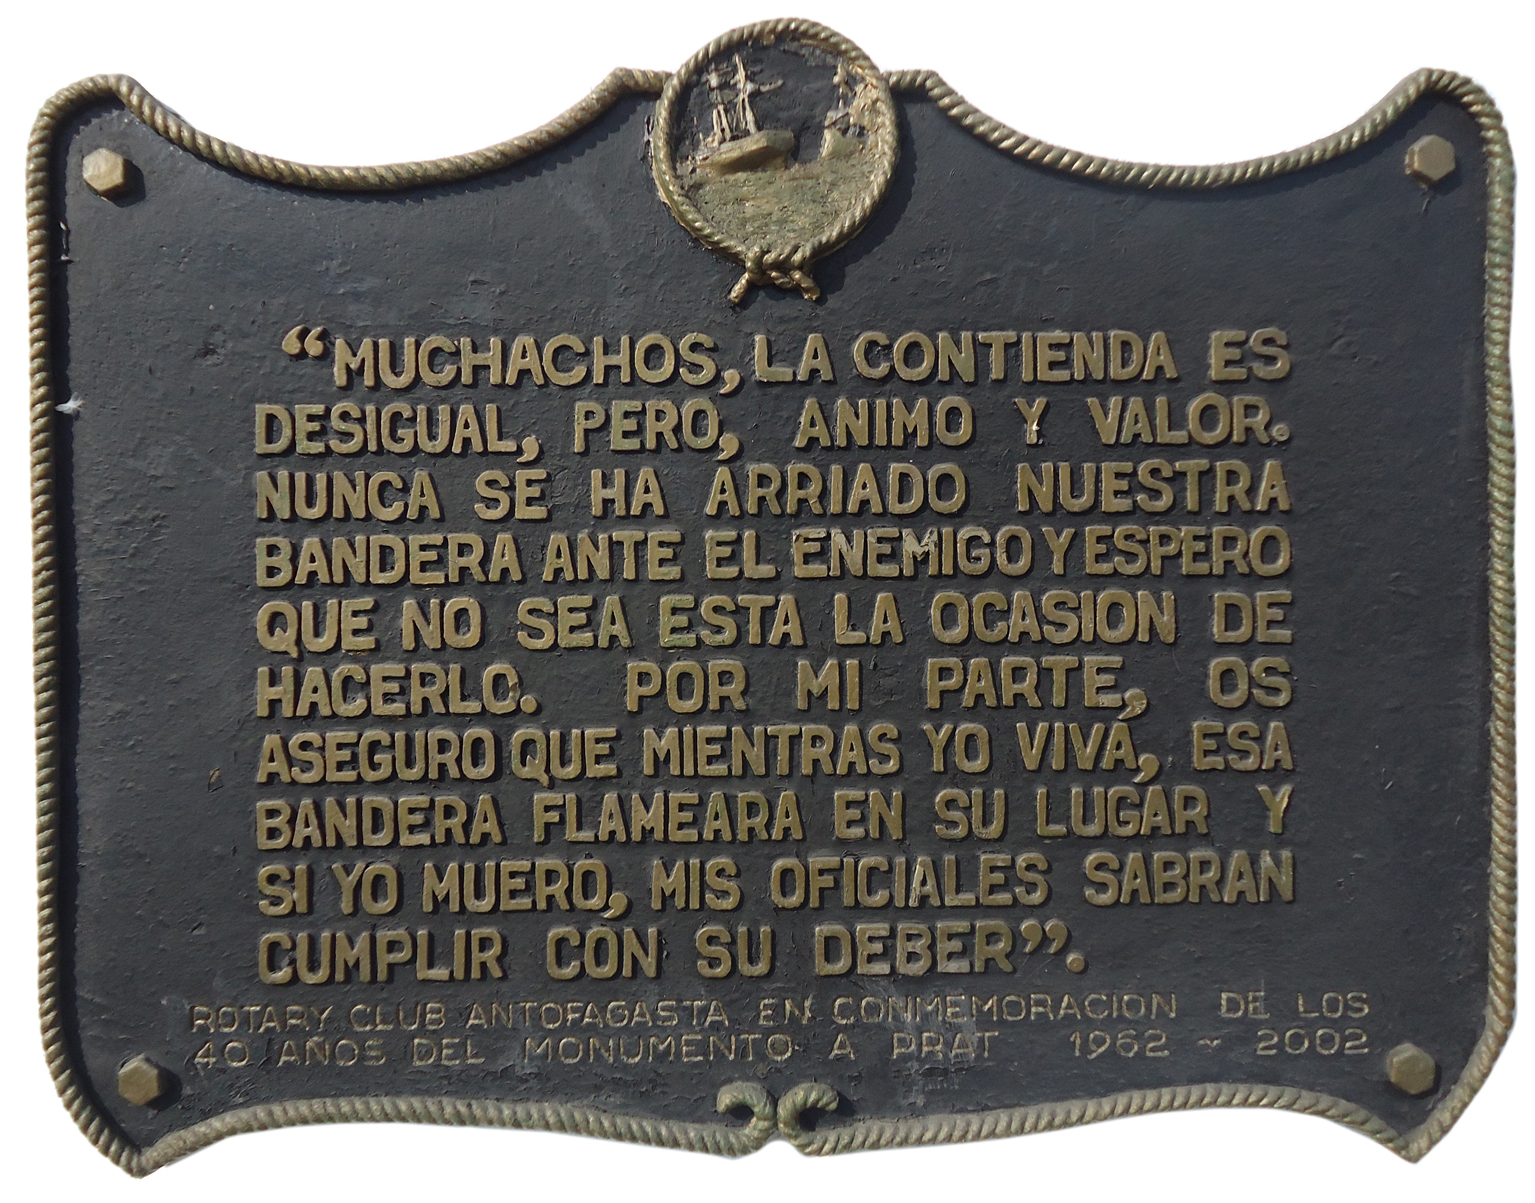 “MUCHACHOS, LA CONTIENDA ES
DESIGUAL, PERO, ANIMO Y VALOR.
NUNCA SE HA ARRIADO NUESTRA
BANDERA ANTE EL ENEMIGO Y ESPERO
QUE NO SEA ESTA LA OCASION DE
HACERLO. POR MI PARTE, OS
ASEGURO QUE MIENTRAS YO VIVA, ESA
BANDERA FLAMEARA EN SU LUGAR Y
SI YO MUERO, MIS OFICIALES SABRAN
CUMPLIR CON SU DEBER”.
ROTARY CLUB ANTOFAGASTA EN CONMEMORACION DE LOS
40 AÑOS DEL MONUMENTO A PRAT 1962 - 2002